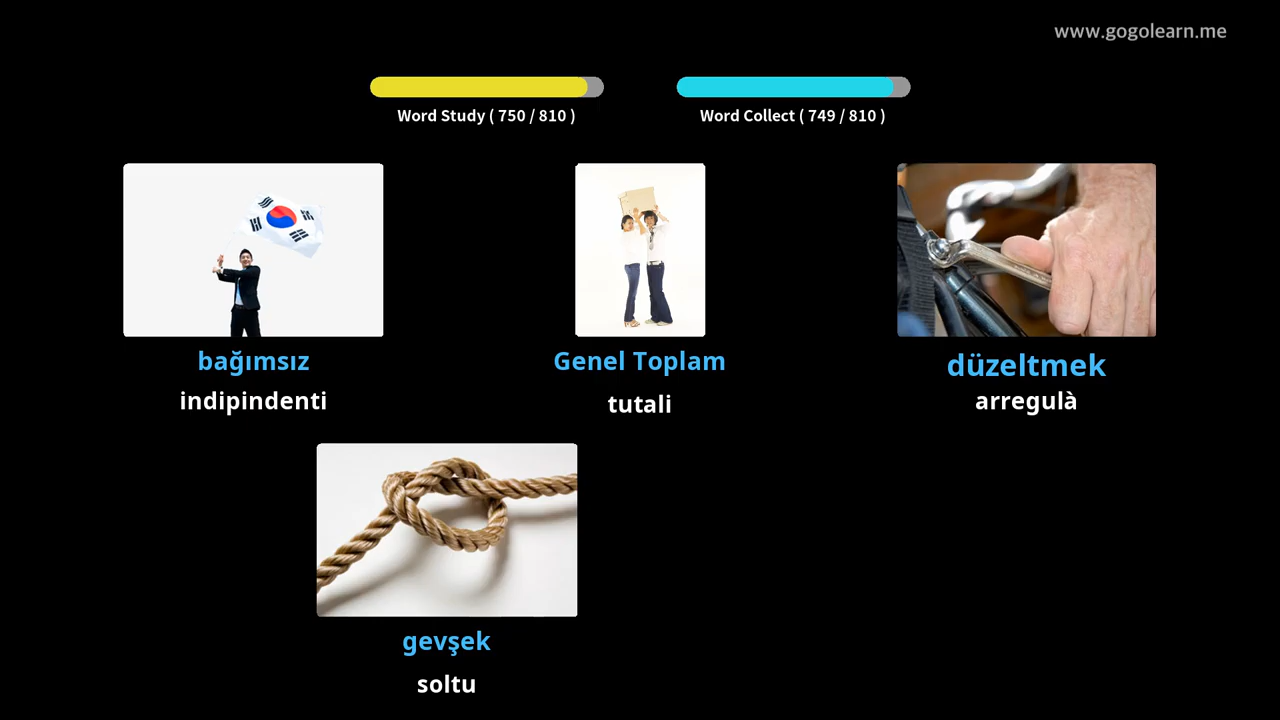 www.gogolearn.me
Word Study ( 750 / 810 )
Word Collect ( 749 / 810 )
bağımsız
indipindenti
Genel Toplam
tutali
düzeltmek
arregulà
gevşek
soltu